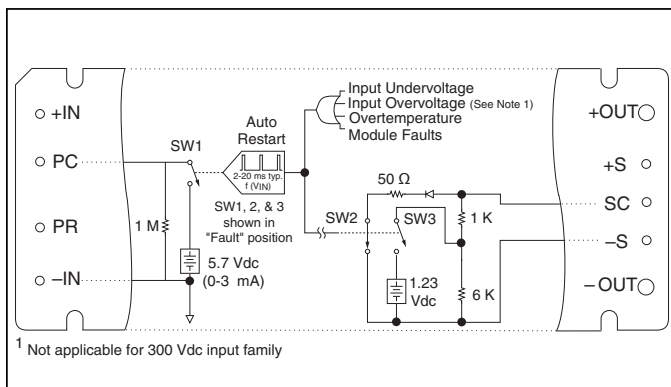 +IN
PC
PR
–IN
SW1
1 M
5.7 Vdc
(0-3 mA)
Auto
Restart
2-20 ms typ.
f (VIN)
SW1, 2, & 3
shown in
"Fault" position
Input Undervoltage
Input Overvoltage (See Note 1)
Overtemperature
Module Faults
50 Ω
SW2
SW3
1 K
1.23
Vdc
6 K
+OUT
+S
SC
–S
–OUT
1 Not applicable for 300 Vdc input family